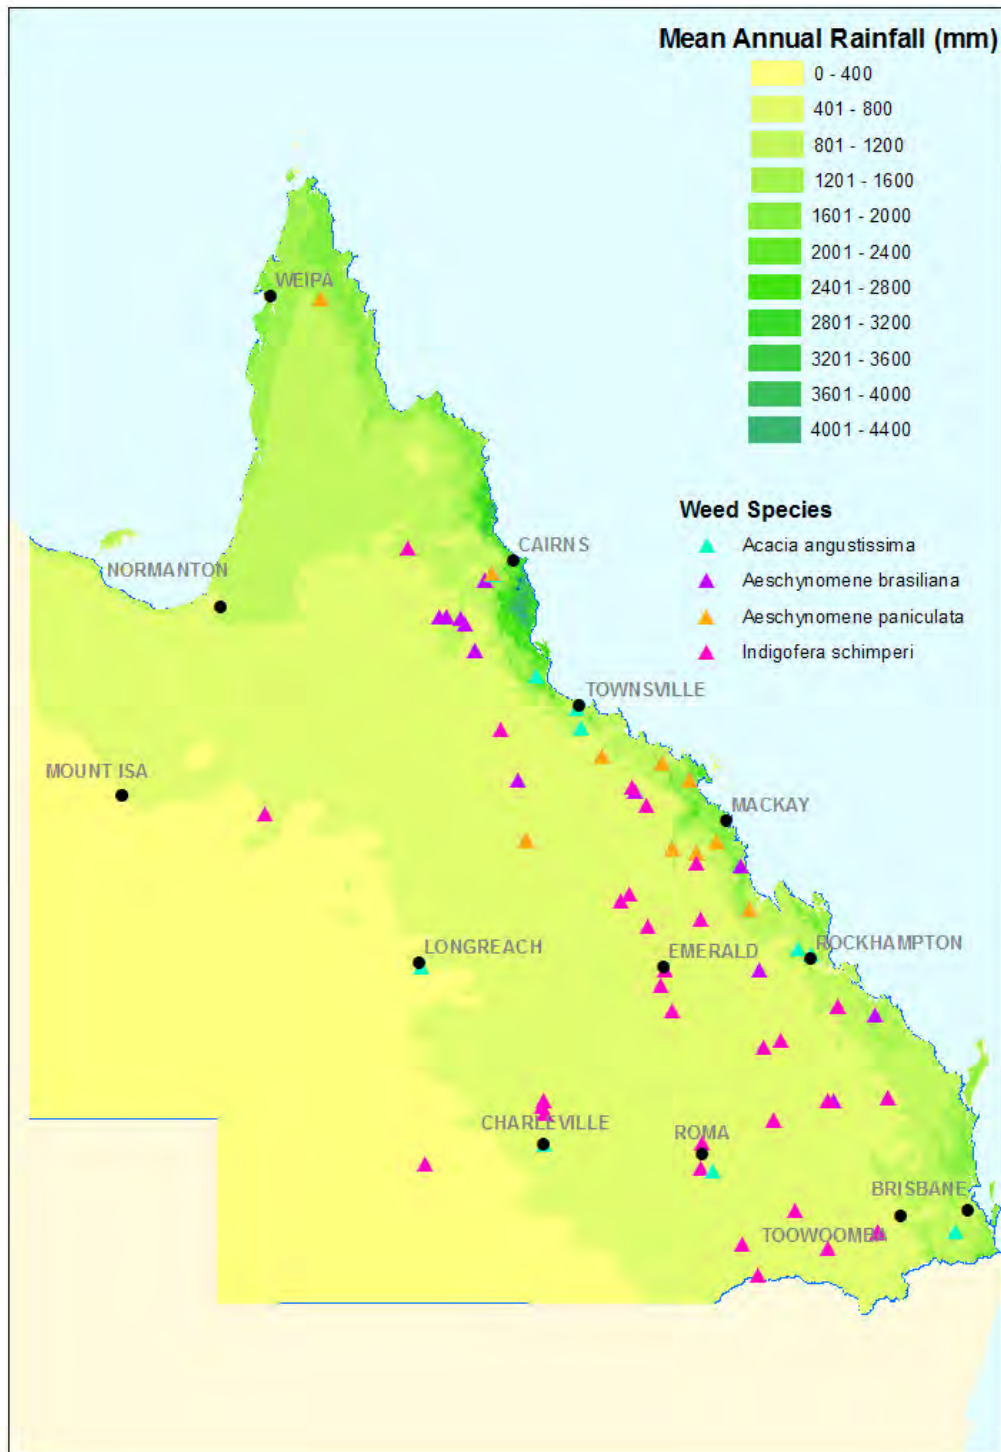 Mean Annual Rainfall (mm)
0 - 400
401 - 800
801 - 1200
1201 - 1600
1601 - 2000
2001 - 2400
2401 - 2800
2801 - 3200
3201 - 3600
3601 - 4000
4001 - 4400
Weed Species
Acacia angustissima
Aeschynomene brasiliana
Aeschynomene paniculata
Indigofera schimperi
WEIPA
CAIRNS
NORMANTON
TOWNSVILLE
MOUNT ISA
MACKAY
LONGREACH
EMERALD
ROCKHAMPTON
CHARLEVILLE
ROMA
BRISBANE
TOOWOOMBA